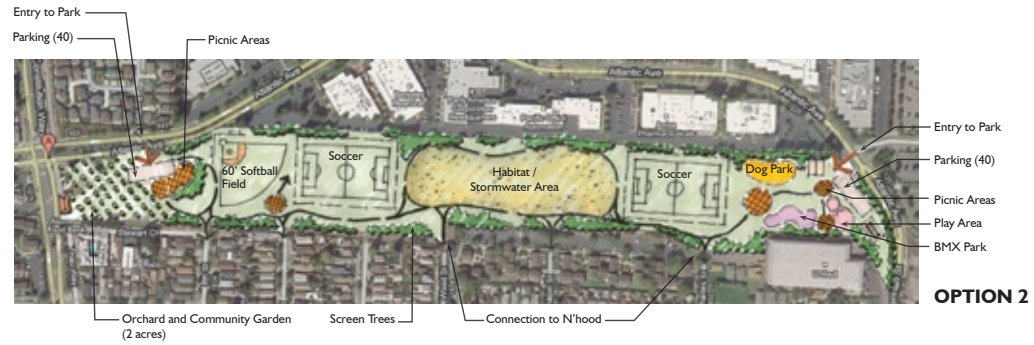 Entry to Park
Parking (40)
Picnic Areas
Atlantic Ave
Atlantic Ave
Entry to Park
Parking (40)
Picnic Areas
Play Area
BMX Park
60' Softball
Field
Soccer
Habitat /
Stormwater Area
Soccer
Dog Park
OPTION 2
Orchard and Community Garden
(2 acres)
Screen Trees
Connection to N'hood